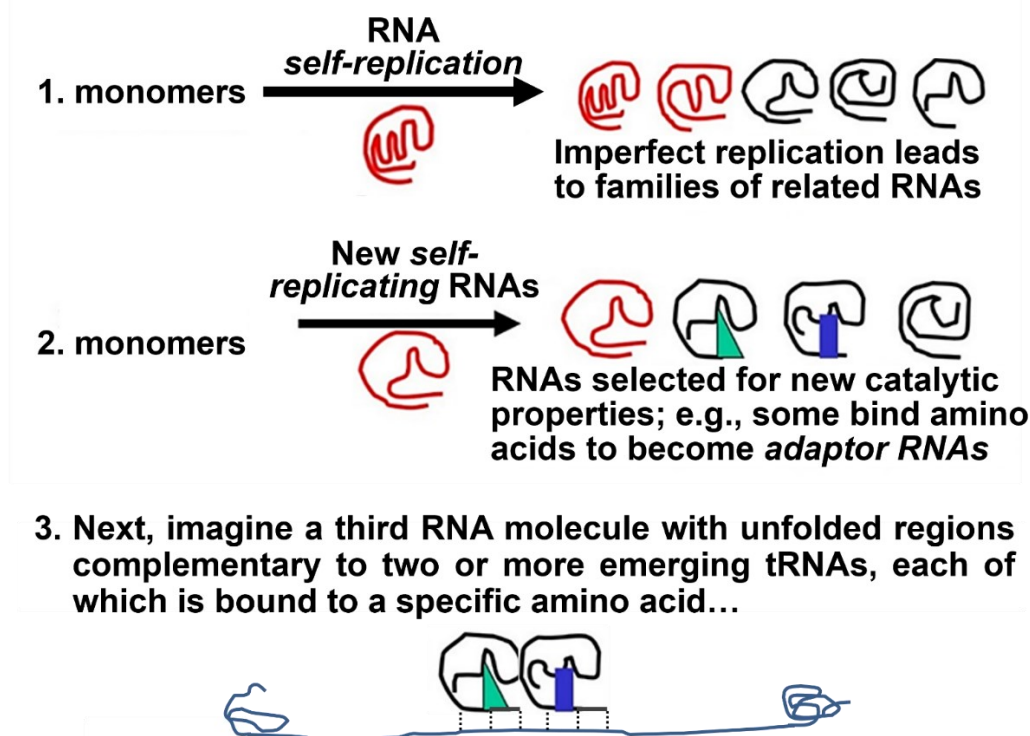 RNA
self-replication
1. monomers
Imperfect replication leads
to families of related RNAs
New self-
replicating RNAs
2. monomers
RNAs selected for new catalytic
properties; e.g., some bind amino
acids to become adaptor RNAs
3. Next, imagine a third RNA molecule with unfolded regions
complementary to two or more emerging tRNAs, each of
which is bound to a specific amino acid…